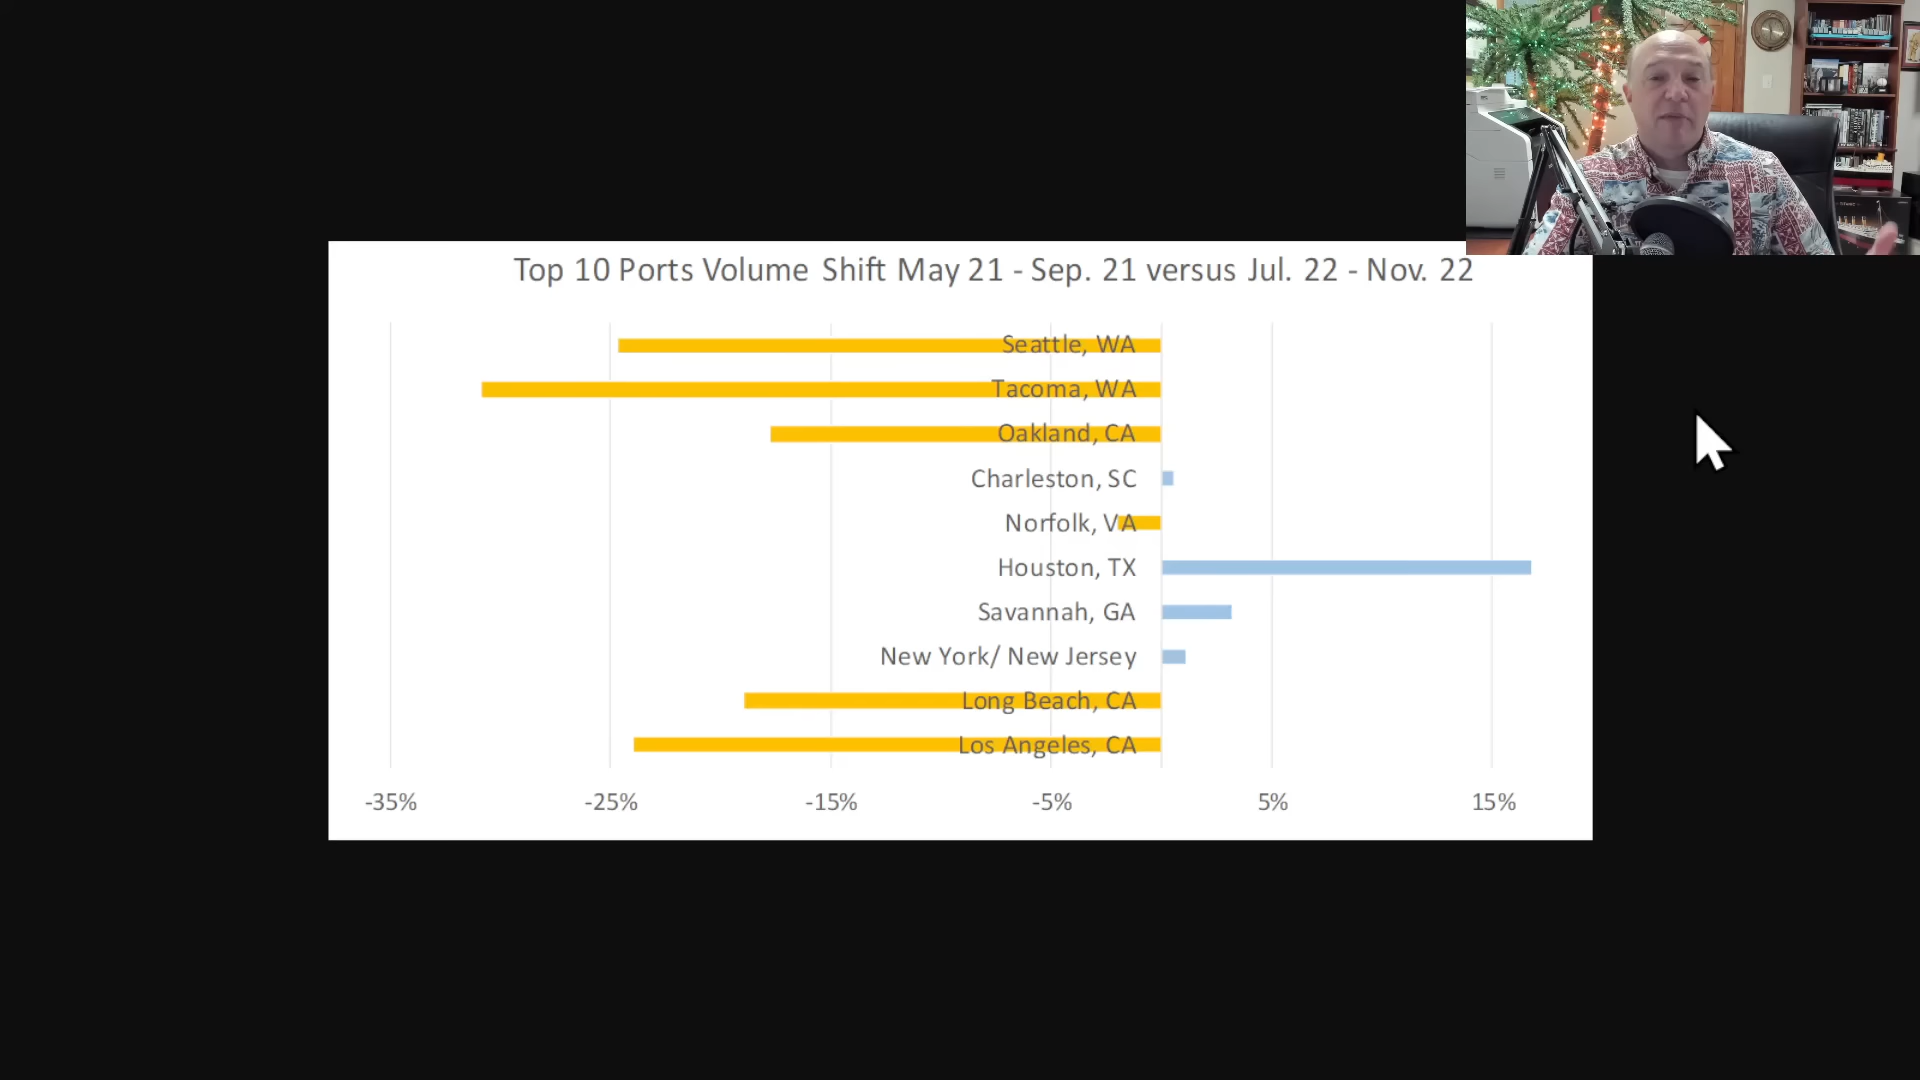 Top 10 Ports Volume Shift May 21 - Sep. 21 versus Jul. 22 - Nov. 22
Seattle, WA
Tacoma, WA
Oakland, CA
Charleston, SC
Norfolk, VA
Houston, TX
Savannah, GA
New York/ New Jersey
Long Beach, CA
Los Angeles, CA
-35% -25% -15% -5% 5% 15%